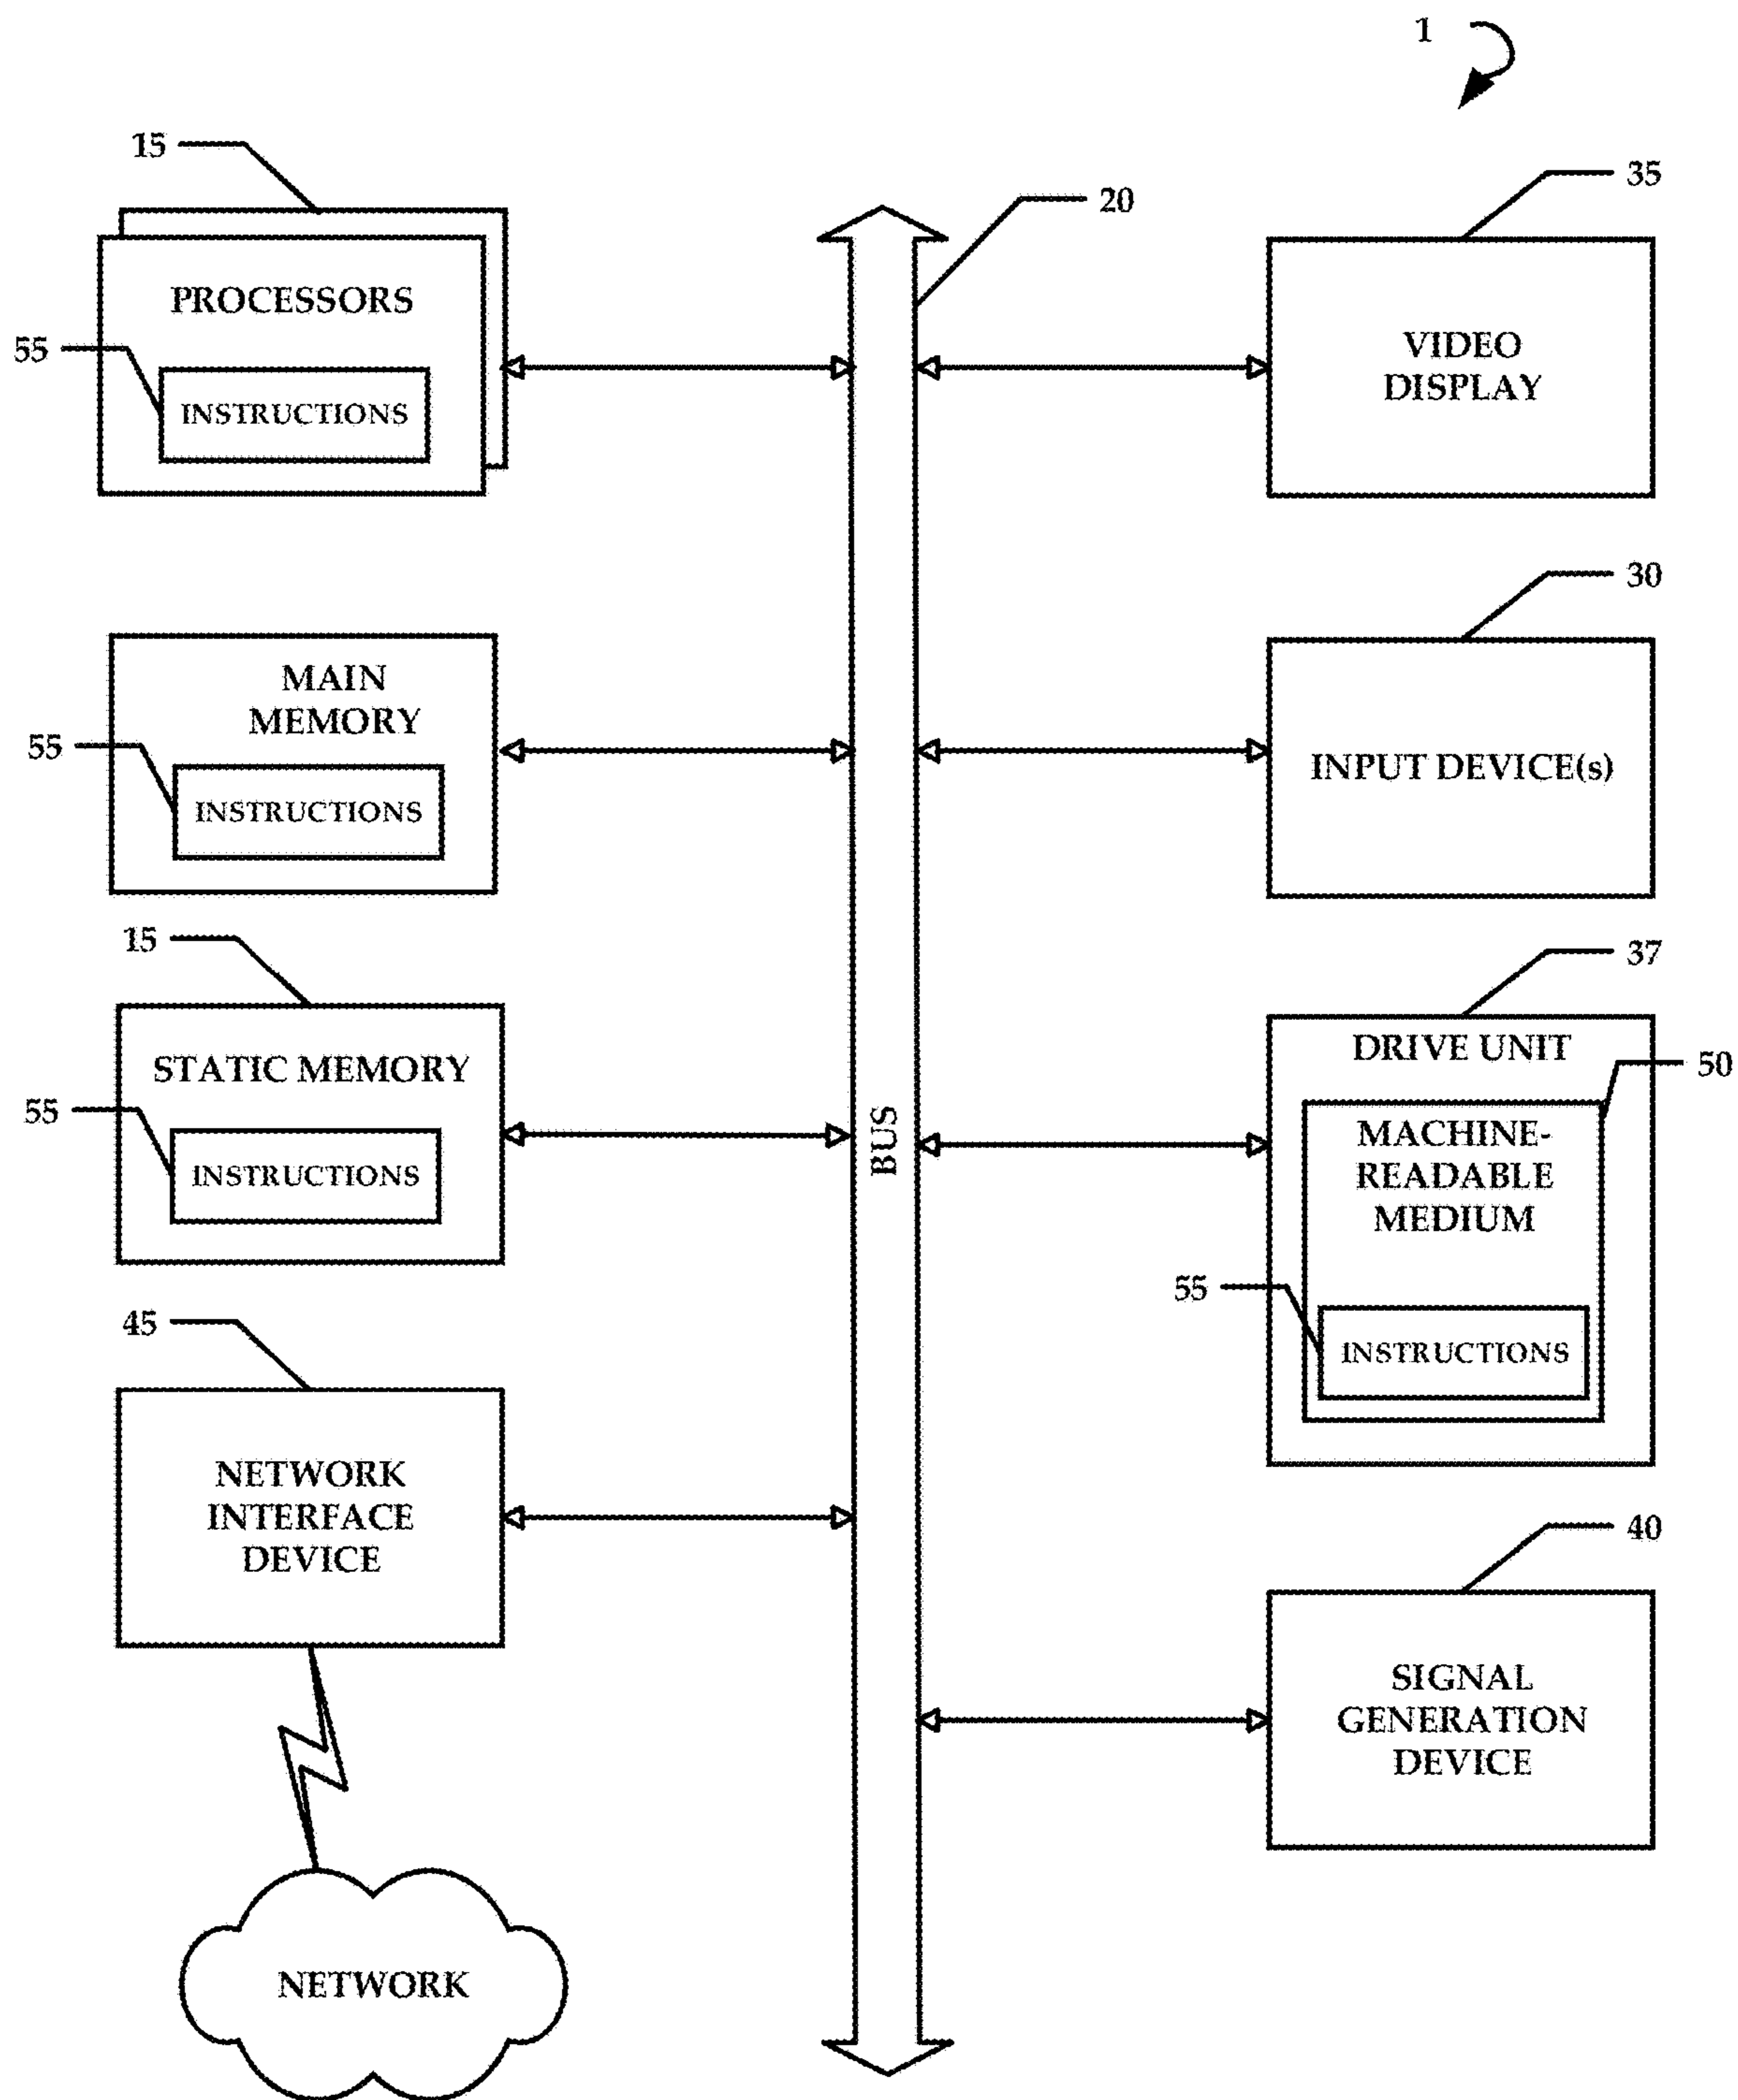 1
15
PROCESSORS
55
INSTRUCTIONS
20
35
VIDEO
DISPLAY
MAIN
MEMORY
55
INSTRUCTIONS
30
INPUT DEVICE(s)
15
STATIC MEMORY
55
INSTRUCTIONS
BUS
37
DRIVE UNIT
50
MACHINE-
READABLE
MEDIUM
55
INSTRUCTIONS
45
NETWORK
INTERFACE
DEVICE
40
SIGNAL
GENERATION
DEVICE
NETWORK